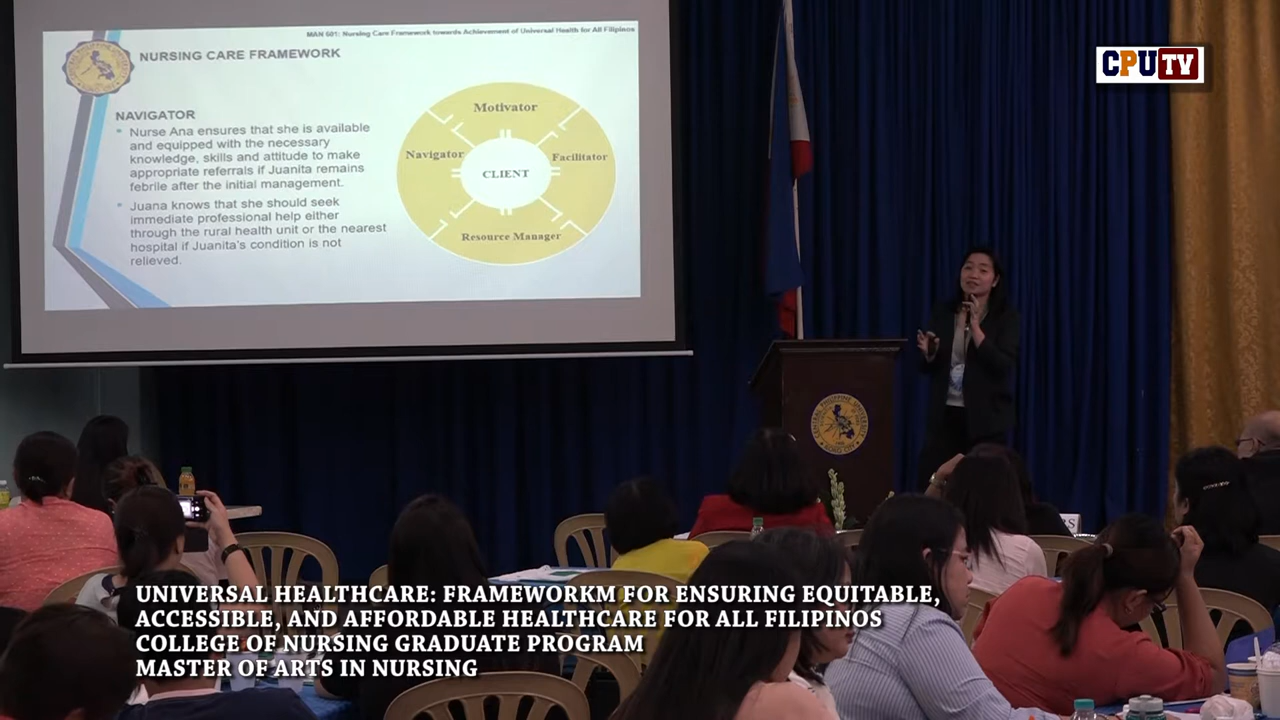 MAN 601: Nursing Care Framework towards Achievement of Universal Health for All Filipinos
NURSING CARE FRAMEWORK
NAVIGATOR
Nurse Ana ensures that she is available
and equipped with the necessary
knowledge, skills and attitude to make
appropriate referrals if Juanita remains
febrile after the initial management.
Juana knows that she should seek
immediate professional help either
through the rural health unit or the nearest
hospital if Juanita's condition is not
relieved.
Motivator
Navigator
Facilitator
CLIENT
Resource Manager
CPUTV
CENTRAL PHILIPPINE UNIVERSITY
UNIVERSAL HEALTHCARE: FRAMEWORKM FOR ENSURING EQUITABLE,
ACCESSIBLE, AND AFFORDABLE HEALTHCARE FOR ALL FILIPINOS
COLLEGE OF NURSING GRADUATE PROGRAM
MASTER OF ARTS IN NURSING